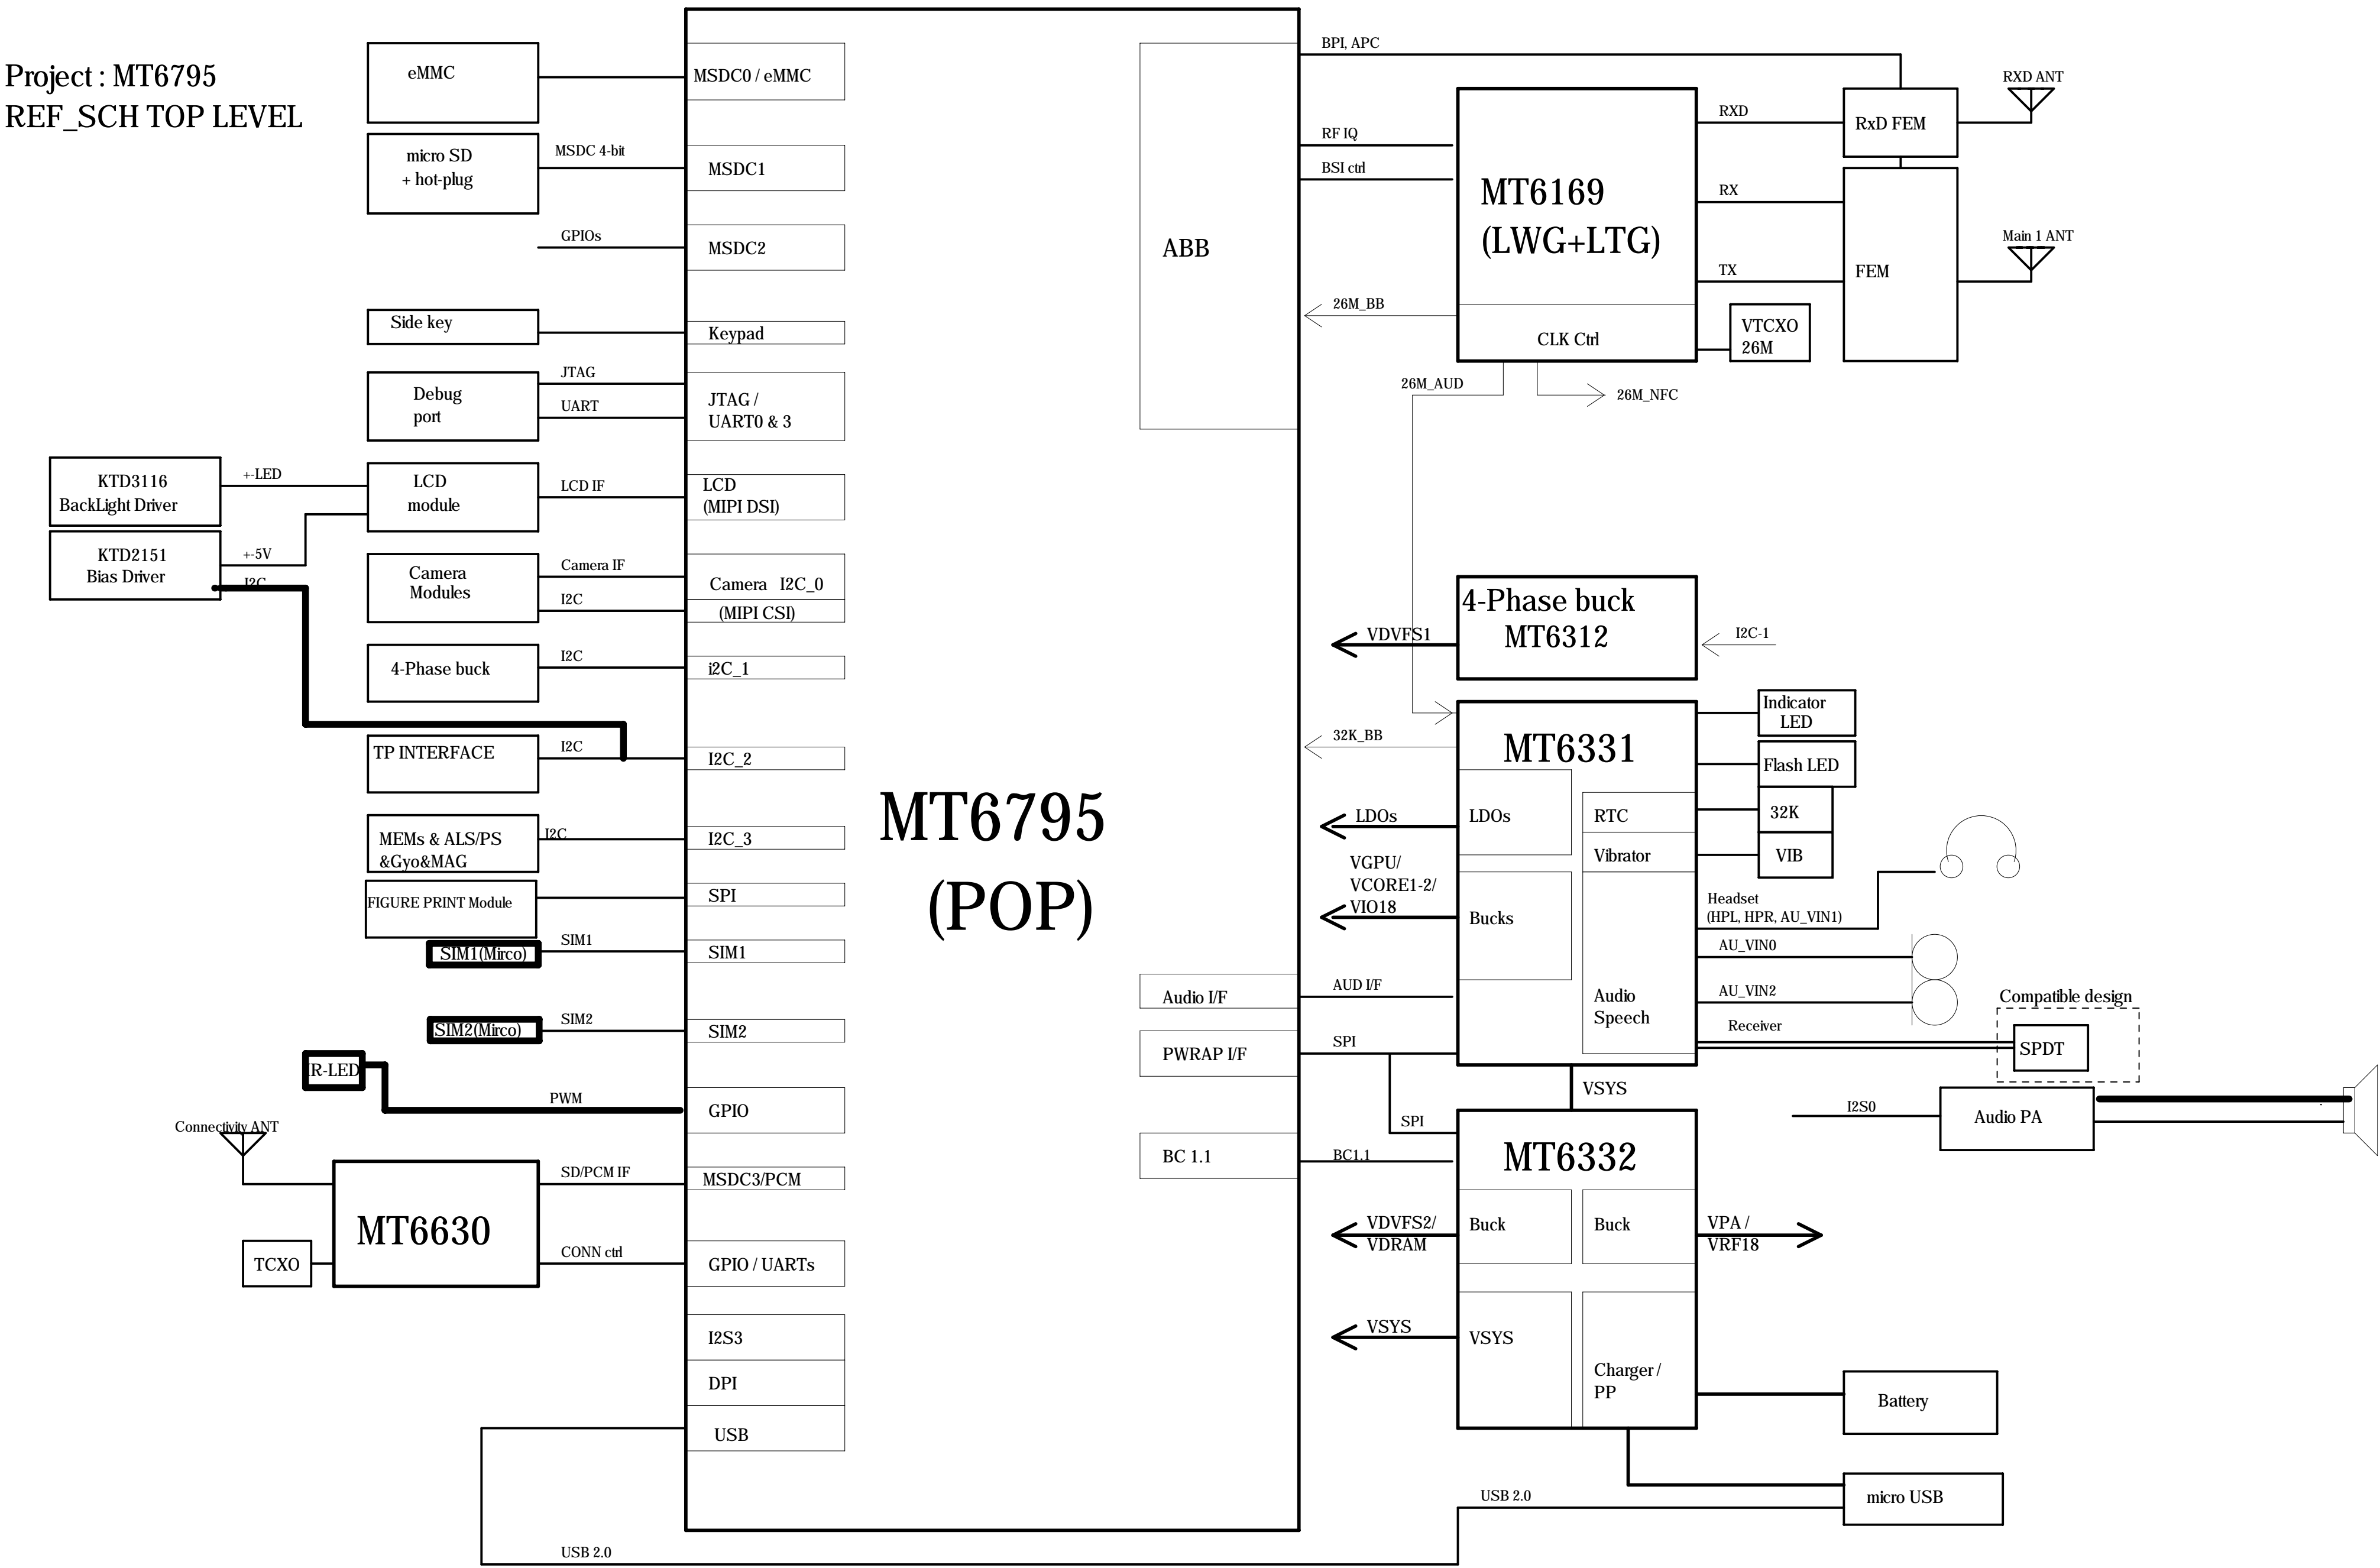 Project : MT6795
REF_SCH TOP LEVEL
eMMC
MSDC0 / eMMC
micro SD
+ hot-plug
MSDC 4-bit
MSDC1
GPIOs
MSDC2
Side key
Keypad
Debug
port
JTAG
UART
JTAG /
UART0 & 3
KTD3116
BackLight Driver
+-LED
LCD
module
LCD IF
LCD
(MIPI DSI)
KTD2151
Bias Driver
+-5V
I2C
Camera
Modules
Camera IF
I2C
Camera I2C_0
(MIPI CSI)
4-Phase buck
I2C
i2C_1
TP INTERFACE
I2C
I2C_2
MEMs & ALS/PS
&Gyo&MAG
I2C
I2C_3
FIGURE PRINT Module
SPI
SIM1(Mirco)
SIM1
SIM1
SIM2(Mirco)
SIM2
SIM2
IR-LED
PWM
GPIO
Connectivity ANT
MT6630
TCXO
SD/PCM IF
MSDC3/PCM
CONN ctrl
GPIO / UARTs
I2S3
DPI
USB
USB 2.0
MT6795
(POP)
ABB
Audio I/F
PWRAP I/F
BC 1.1
BPI, APC
RF IQ
BSI ctrl
26M_BB
MT6169
(LWG+LTG)
CLK Ctrl
RXD
RX
TX
RxD FEM
FEM
RXD ANT
Main 1 ANT
VTCXO
26M
26M_AUD
26M_NFC
4-Phase buck
MT6312
VDVFS1
I2C-1
MT6331
32K_BB
LDOs
LDOs
VGPU/
VCORE1-2/
VIO18
Bucks
RTC
Vibrator
Audio
Speech
Indicator
LED
Flash LED
32K
VIB
Headset
(HPL, HPR, AU_VIN1)
AU_VIN0
AU_VIN2
Receiver
Compatible design
SPDT
AUD I/F
SPI
VSYS
SPI
BC1.1
MT6332
I2S0
Audio PA
VDVFS2/
VDRAM
Buck
Buck
VPA /
VRF18
VSYS
VSYS
Charger /
PP
Battery
micro USB
USB 2.0